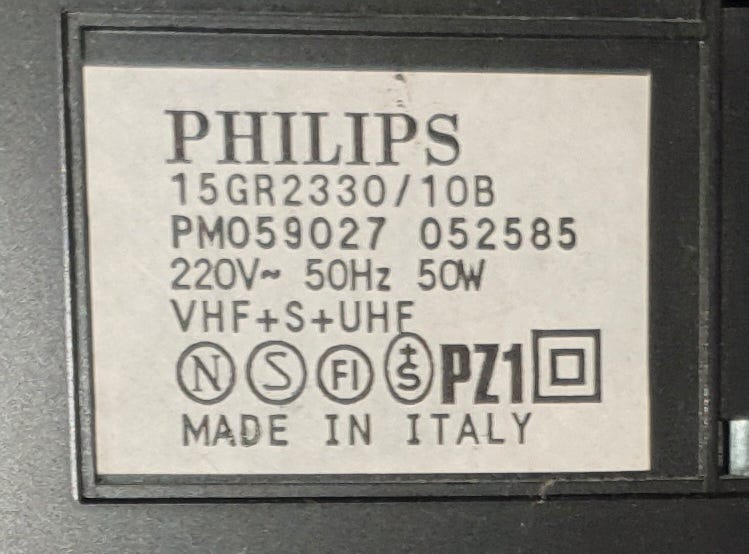 PHILIPS
15GR2330/10B
PM059027 052585
220V~ 50Hz 50W
VHF+S+UHF
N S FI +S PZ1
MADE IN ITALY